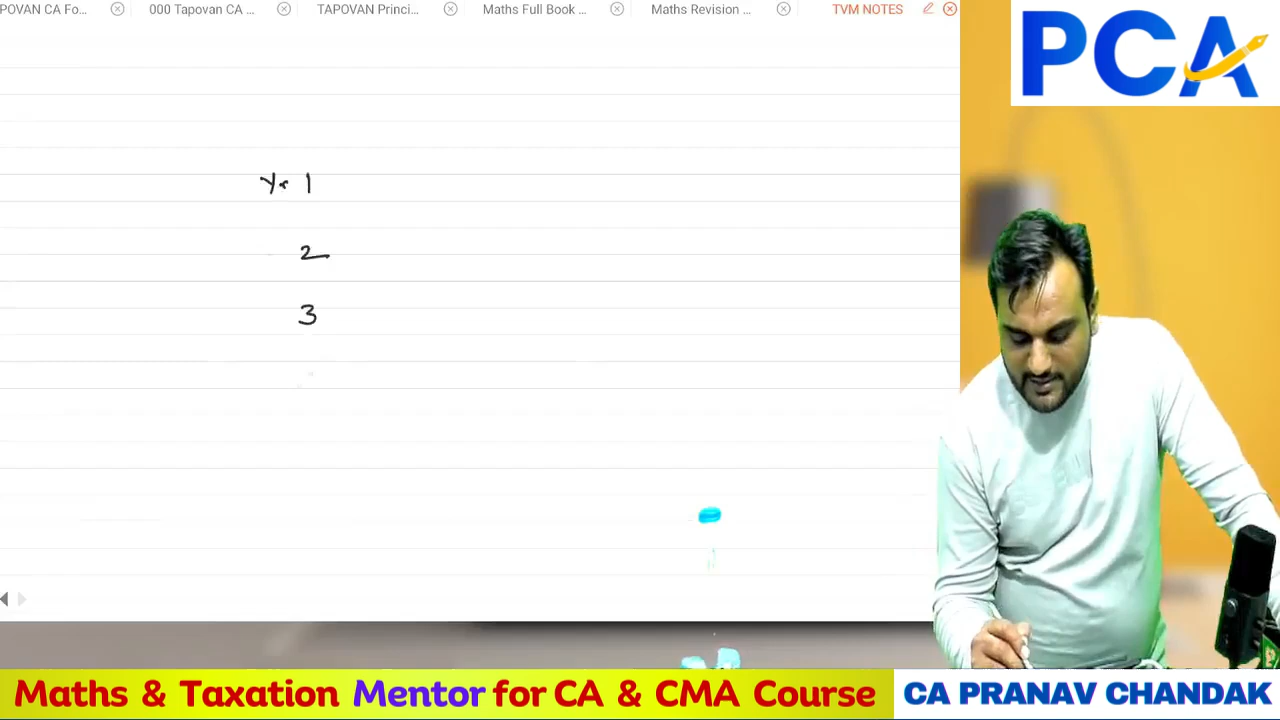 POVAN CA Fo...
000 Tapovan CA ...
TAPOVAN Princi...
Maths Full Book ...
Maths Revision ...
TVM NOTES
PCA
Yr 1
2
3
Maths & Taxation Mentor for CA & CMA Course
CA PRANAV CHANDAK